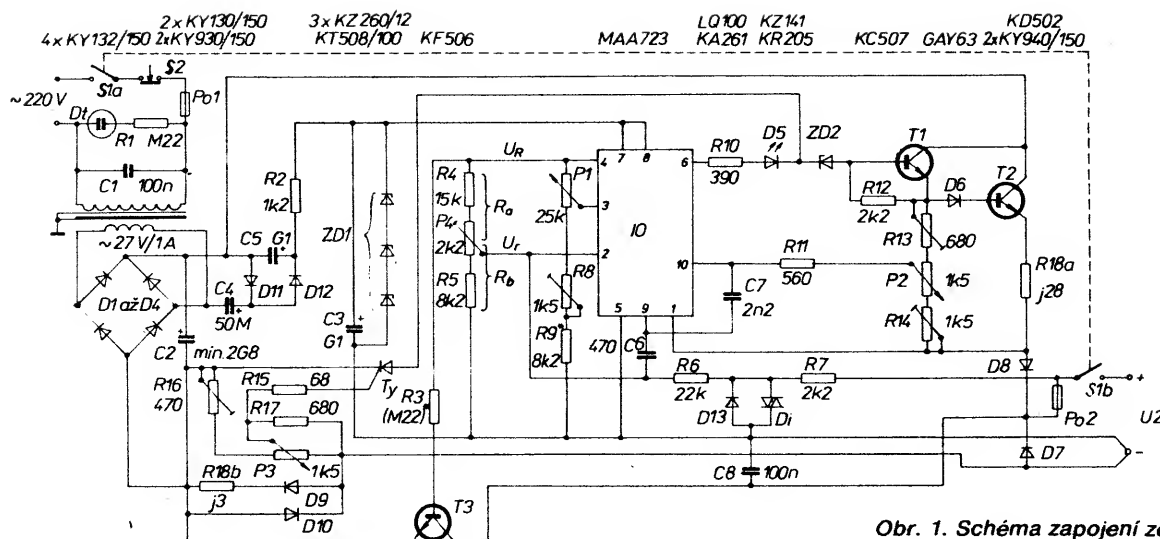 2 x KY130/150 3 x KZ 260/12 LQ100 KZ141 KD502
4 x KY132/150 2xKY930/150 KT508/100 KF506 MAA723 KA261 KR205 KC507 GAY63 2xKY940/150
S1a
S2
Po1
~ 220 V
Dt
R1
M22
C1
100n
~ 27 V/1 A
D1 až D4
C2
min. 2G8
C4
50M
C5
G1
D11
D12
R2
1k2
ZD1
C3
G1
R16
470
R15
68
R17
680
P3
1k5
R18b
j3
D9
D10
Ty
R3
(M22)
T3
U_R
U_r
R4
15k
P4
2k2
R5
8k2
R_a
R_b
P1
25k
R8
1k5
R9
8k2
4
3
2
7
8
6
10
5
9
1
IO
R10
390
D5
ZD2
R12
2k2
T1
D6
T2
R13
680
P2
1k5
R14
1k5
R11
560
C7
2n2
470
C6
R6
22k
R7
2k2
D13
Di
C8
100n
R18a
j28
D8
D7
Po2
S1b
+
U2
-
Obr. 1. Schéma zapojení